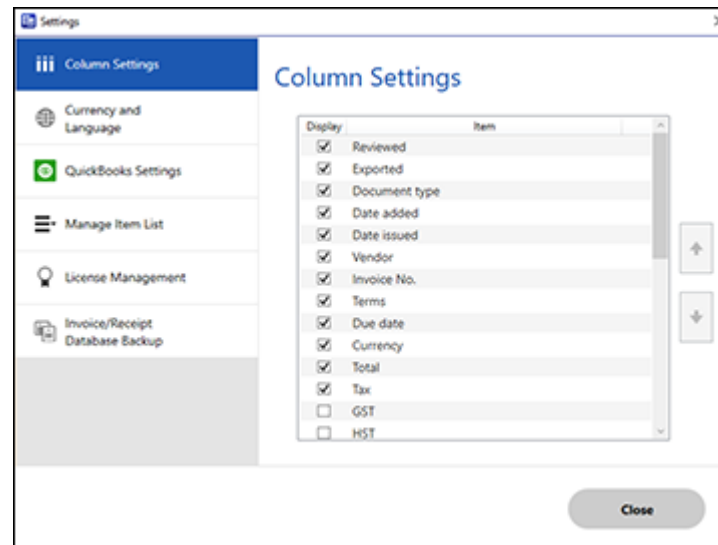 Settings
Column Settings
Currency and
Language
QuickBooks Settings
Manage Item List
License Management
Invoice/Receipt
Database Backup
Column Settings
Display Item
Reviewed
Exported
Document type
Date added
Date issued
Vendor
Invoice No.
Terms
Due date
Currency
Total
Tax
GST
HST
Close